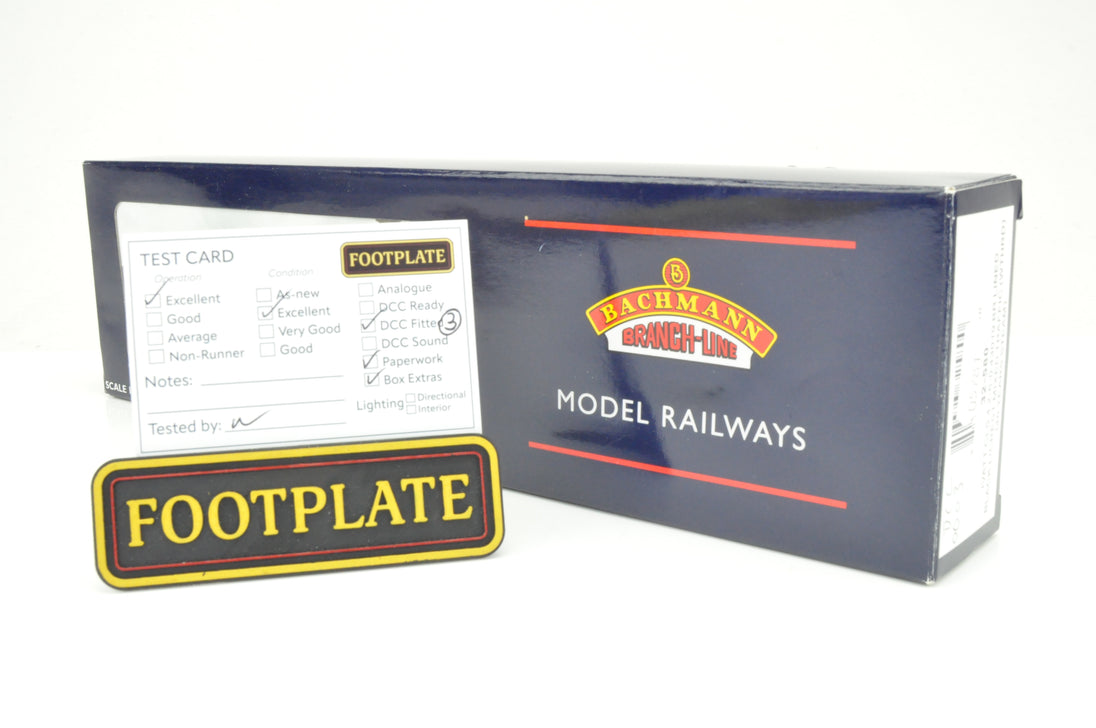 TEST CARD
FOOTPLATE
Operation
Excellent
Good
Average
Non-Runner
Condition
As-new
Excellent
Very Good
Good
Analogue
DCC Ready
DCC Fitted 3
DCC Sound
Paperwork
Box Extras
Lighting
Directional
Interior
Notes:
Tested by:
FOOTPLATE
SCALE
BACHMANN
BRANCH-LINE
MODEL RAILWAYS